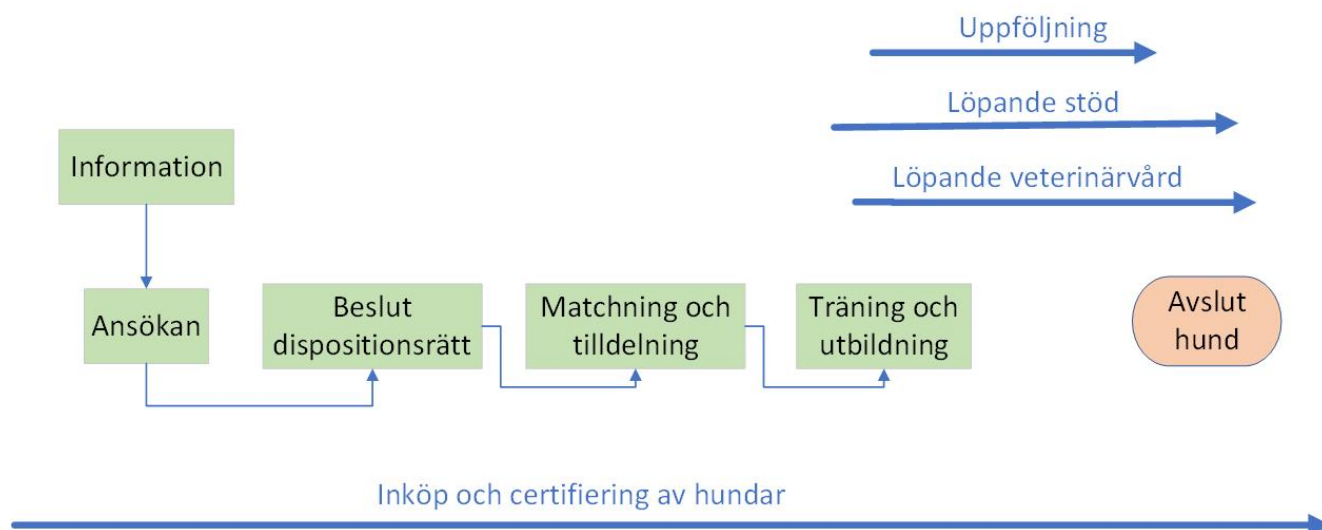 Uppföljning
Löpande stöd
Löpande veterinärvård
Information
Ansökan
Beslut
dispositionsrätt
Matchning och
tilldelning
Träning och
utbildning
Avslut
hund
Inköp och certifiering av hundar